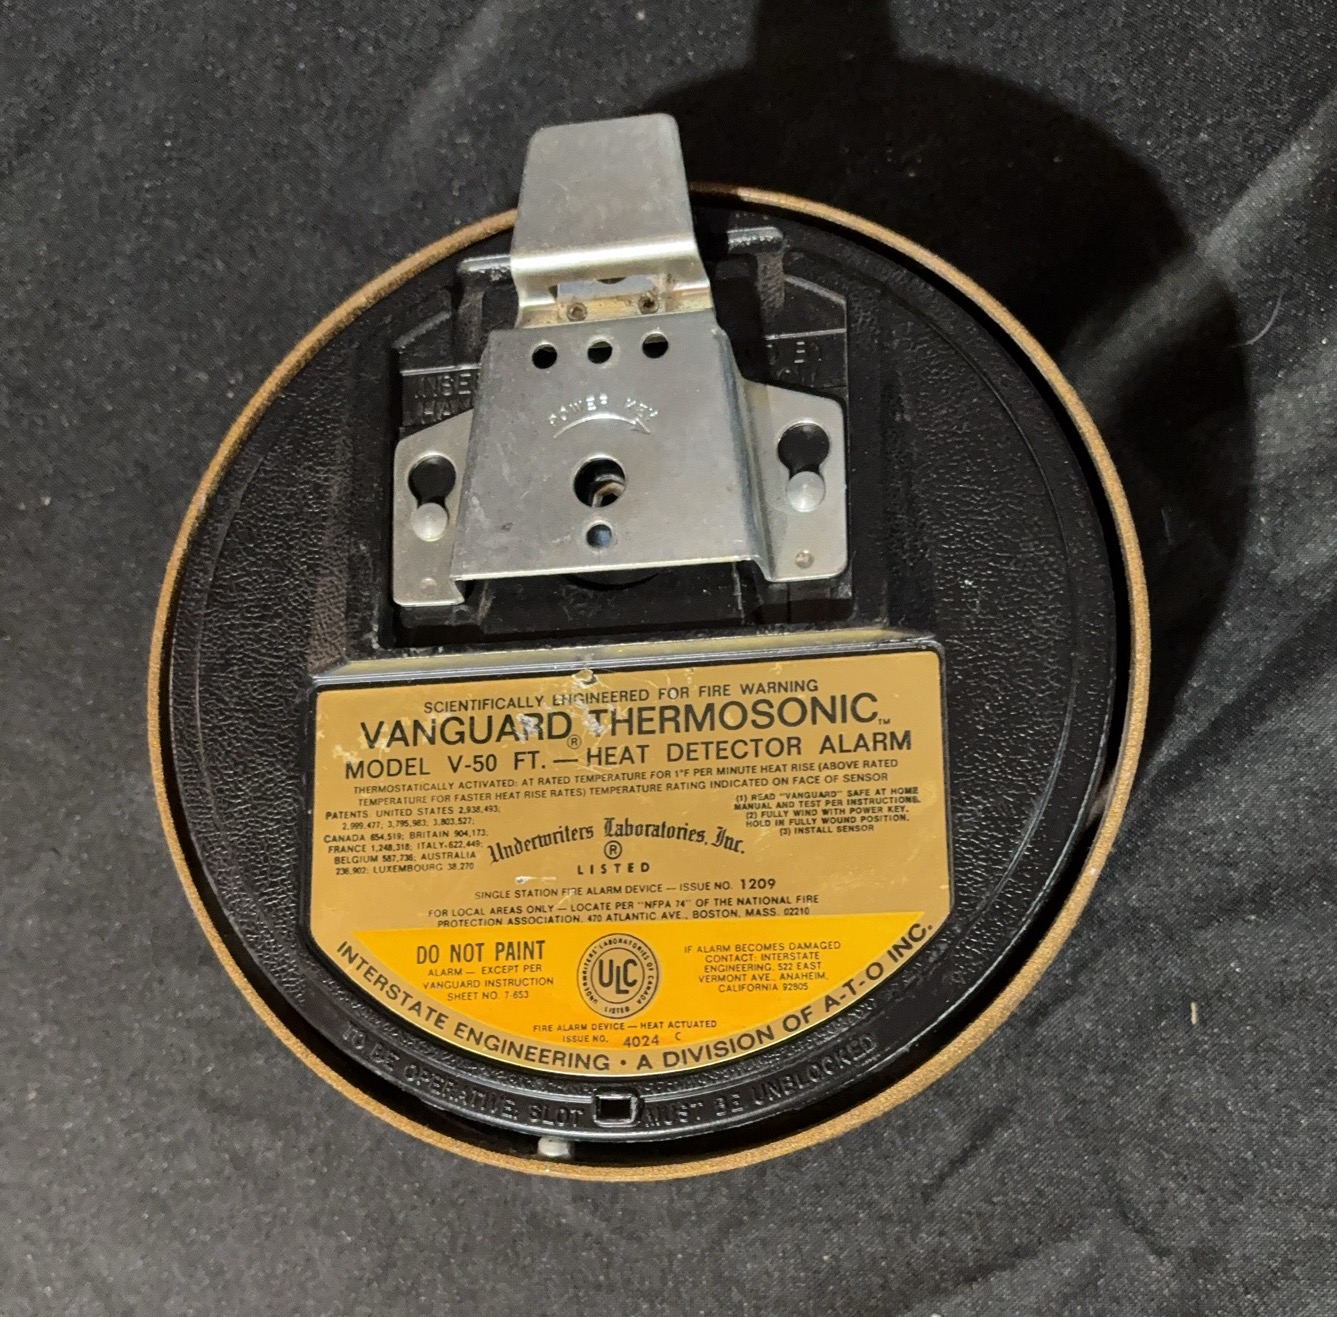 POWER KEY
SCIENTIFICALLY ENGINEERED FOR FIRE WARNING
VANGUARD® THERMOSONIC™
MODEL V-50 FT. — HEAT DETECTOR ALARM
THERMOSTATICALLY ACTIVATED: AT RATED TEMPERATURE FOR 1°F PER MINUTE HEAT RISE (ABOVE RATED
TEMPERATURE FOR FASTER HEAT RISE RATES) TEMPERATURE RATING INDICATED ON FACE OF SENSOR
PATENTS: UNITED STATES 2,938,493;
2,999,477; 3,795,983; 3,803,527;
CANADA 654,519; BRITAIN 904,173;
FRANCE 1,248,318; ITALY-622,449;
BELGIUM 587,736; AUSTRALIA
236,902; LUXEMBOURG 38,270
(1) READ "VANGUARD" SAFE AT HOME
MANUAL AND TEST PER INSTRUCTIONS.
(2) FULLY WIND WITH POWER KEY.
HOLD IN FULLY WOUND POSITION.
(3) INSTALL SENSOR
Underwriters Laboratories, Inc.
®
LISTED
SINGLE STATION FIRE ALARM DEVICE — ISSUE NO. 1209
FOR LOCAL AREAS ONLY — LOCATE PER "NFPA 74" OF THE NATIONAL FIRE
PROTECTION ASSOCIATION, 470 ATLANTIC AVE., BOSTON, MASS. 02210
DO NOT PAINT
ALARM — EXCEPT PER
VANGUARD INSTRUCTION
SHEET NO. 7-653
UNDERWRITERS' LABORATORIES OF CANADA
ULC
LISTED
IF ALARM BECOMES DAMAGED
CONTACT: INTERSTATE
ENGINEERING, 522 EAST
VERMONT AVE., ANAHEIM,
CALIFORNIA 92805
FIRE ALARM DEVICE — HEAT ACTUATED
ISSUE NO. 4024 C
INTERSTATE ENGINEERING • A DIVISION OF A-T-O INC.
TO BE OPERATIVE: SLOT MUST BE UNBLOCKED